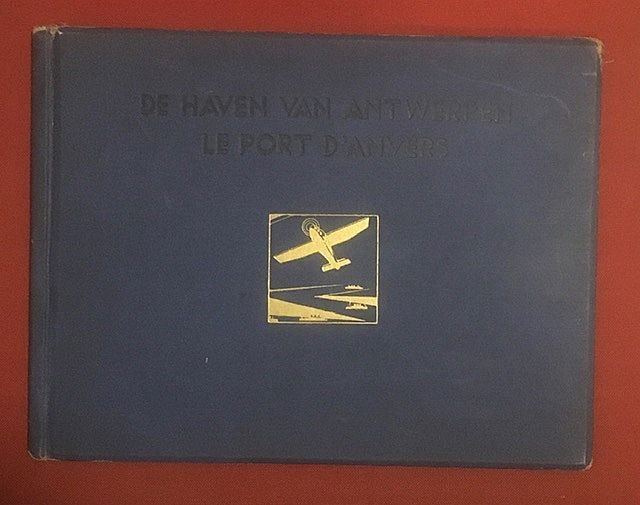 DE HAVEN VAN ANTWERPEN
LE PORT D'ANVERS